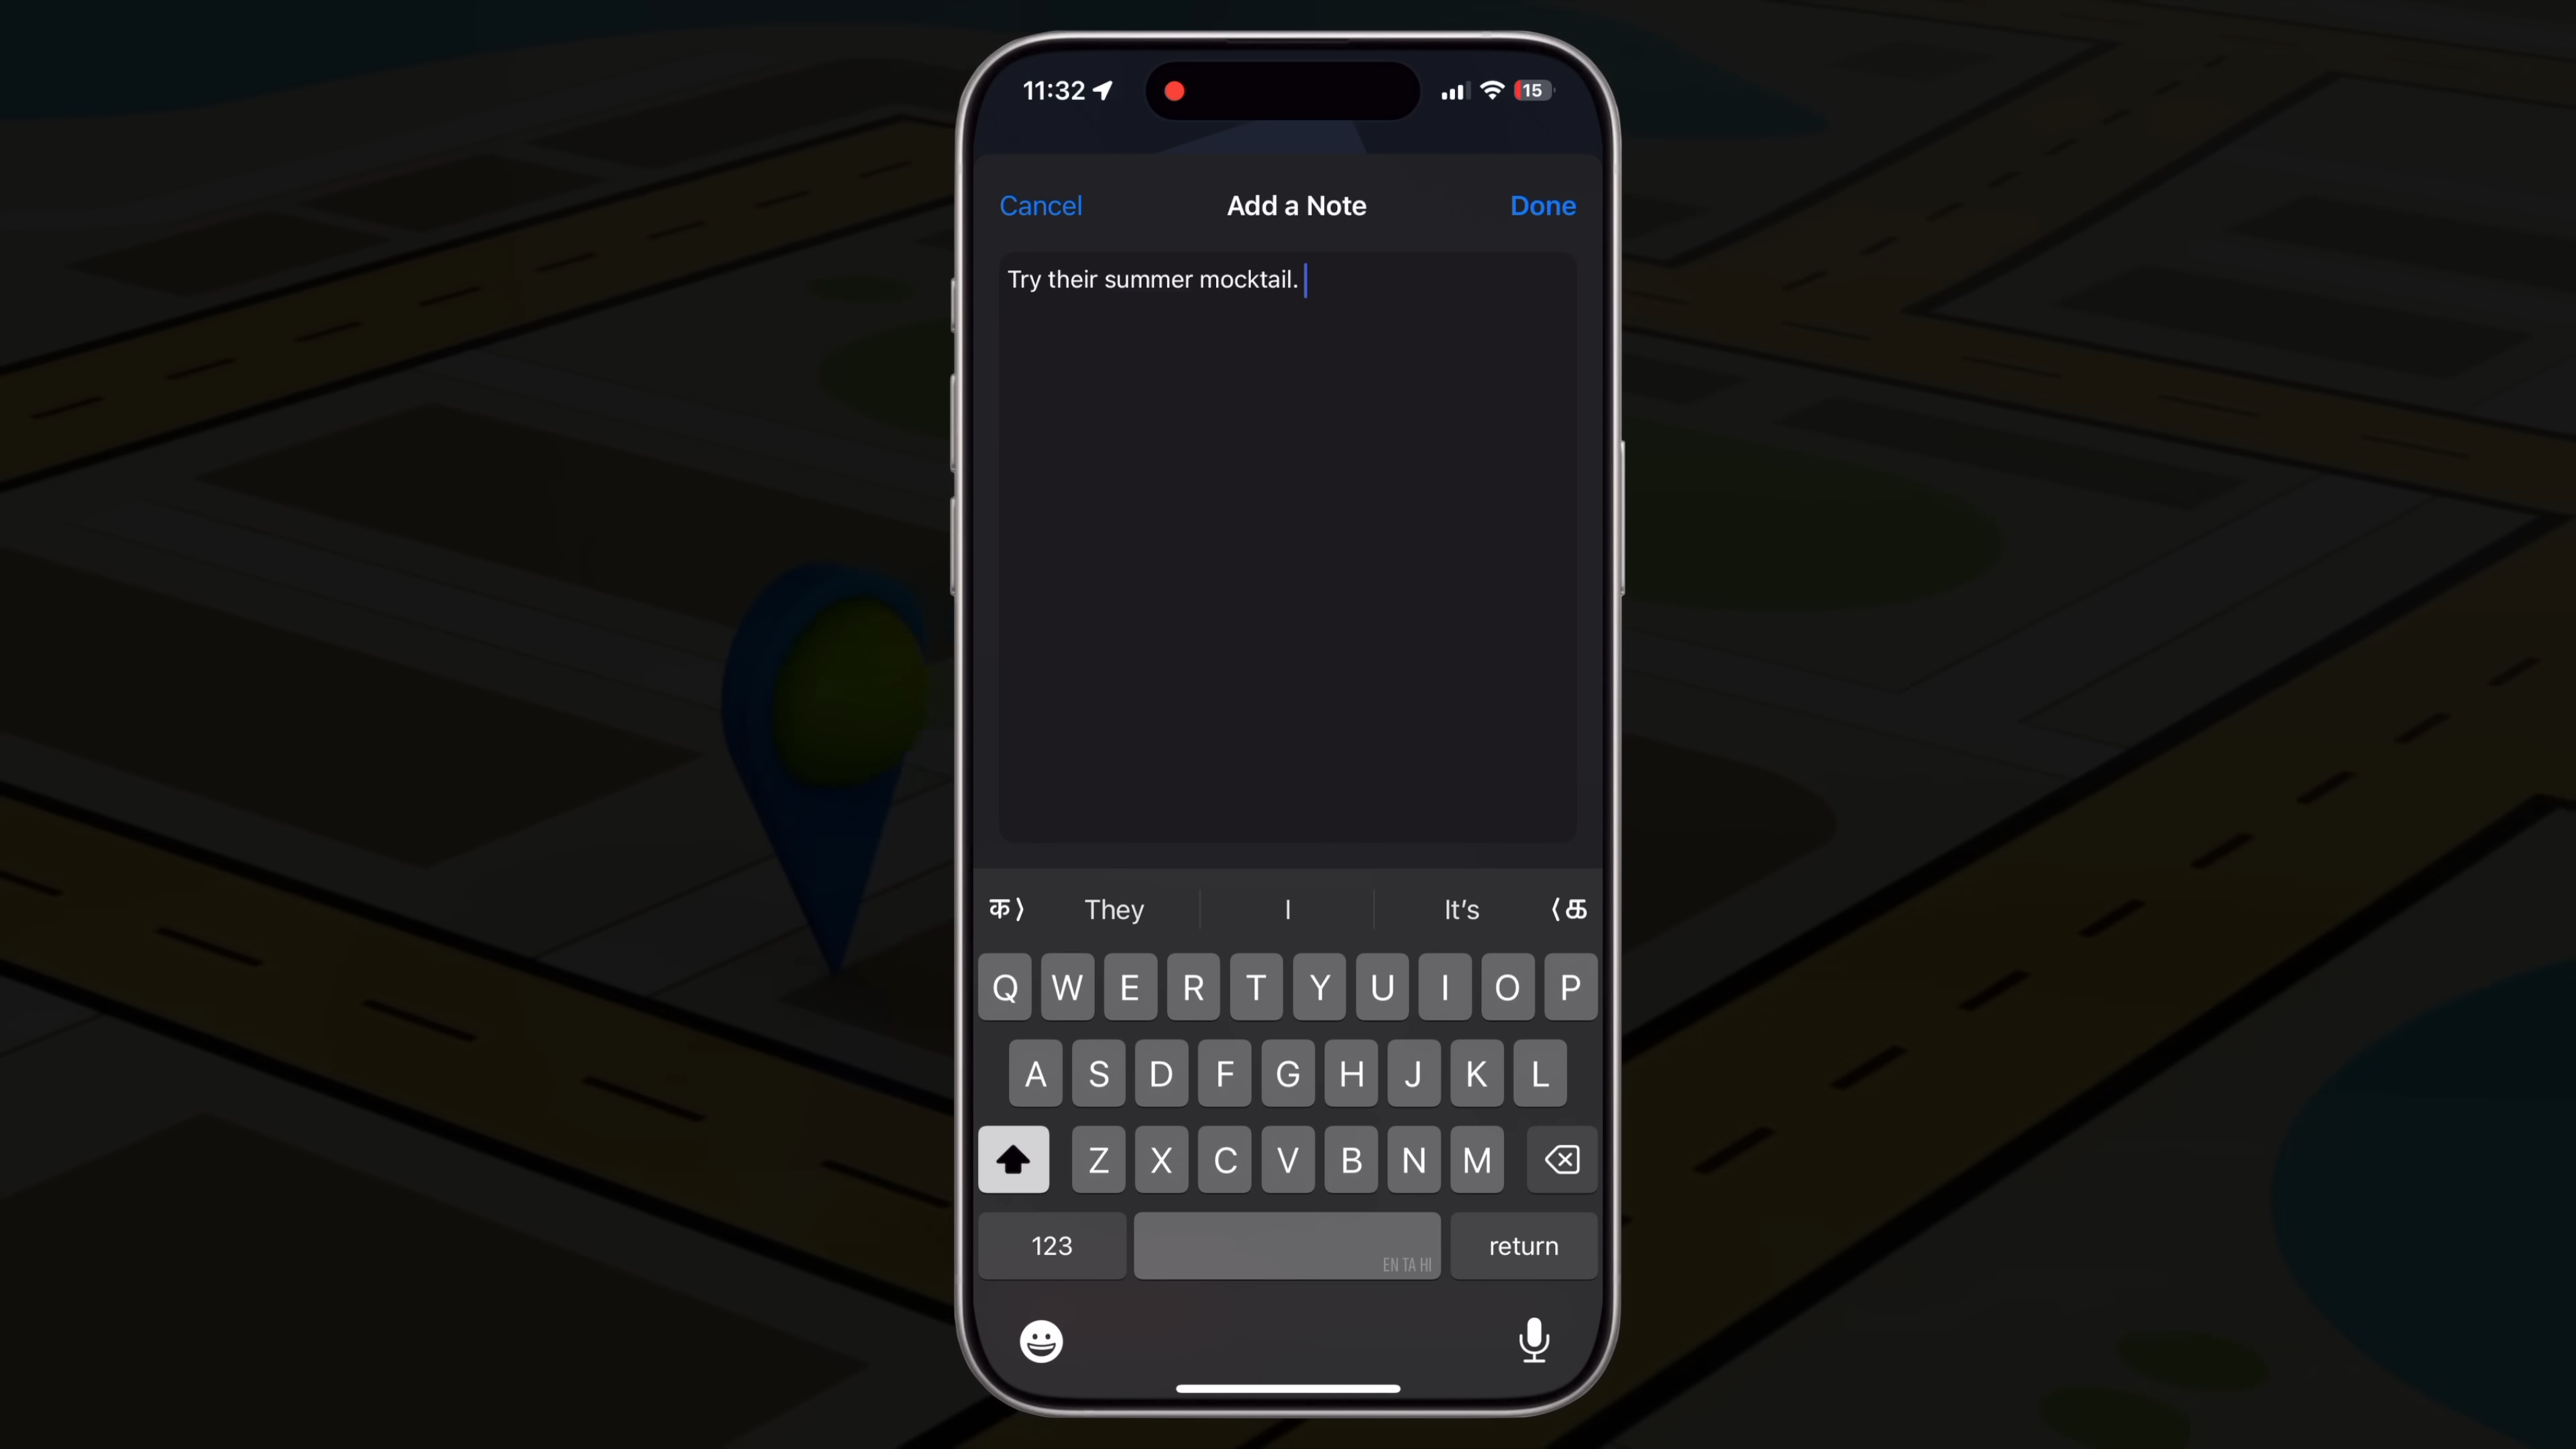 11:32
15
Cancel
Add a Note
Done
Try their summer mocktail.
क⟩
They
I
It’s
⟨க
Q W E R T Y U I O P
A S D F G H J K L
Z X C V B N M
123
EN TA HI
return